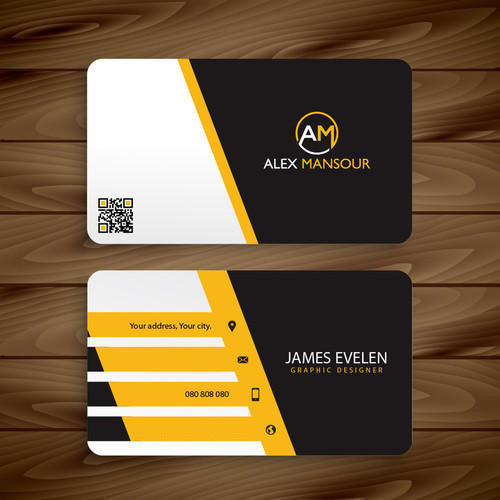 AM
ALEX MANSOUR
Your address, Your city.
JAMES EVELEN
GRAPHIC DESIGNER
080 808 080